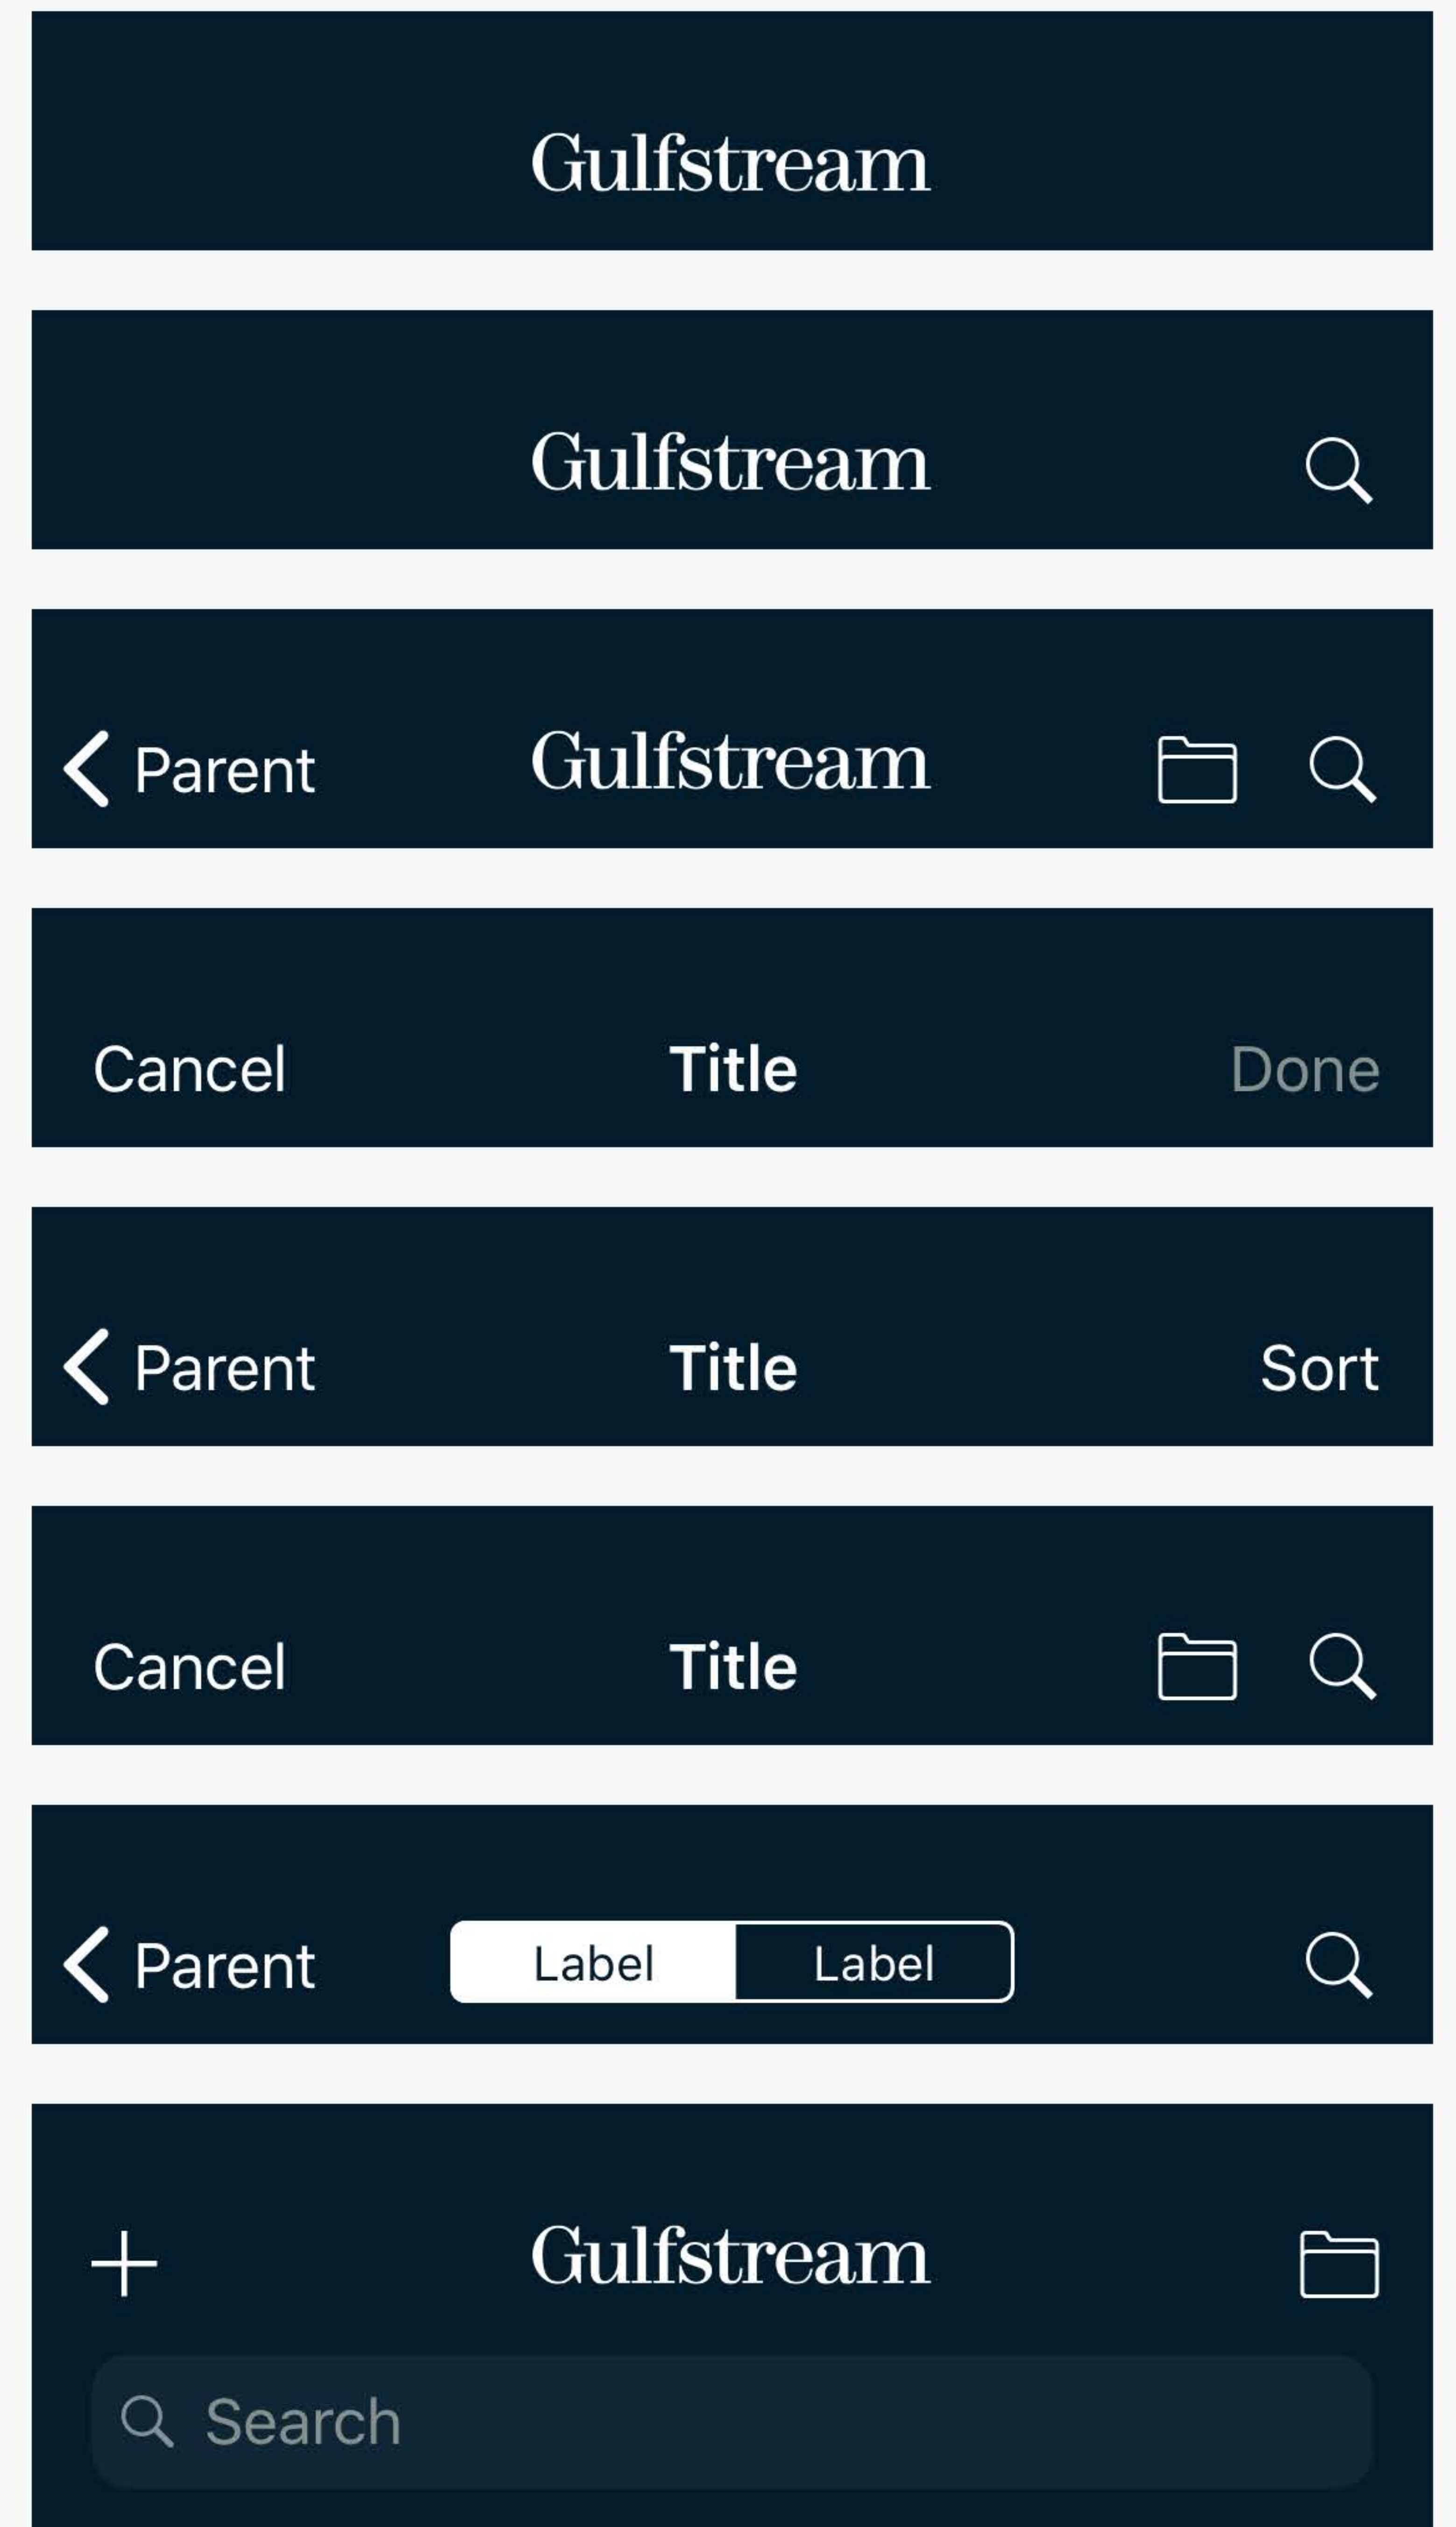 Gulfstream
Gulfstream
Parent Gulfstream
Cancel Title Done
Parent Title Sort
Cancel Title
Parent Label Label
Gulfstream
Search